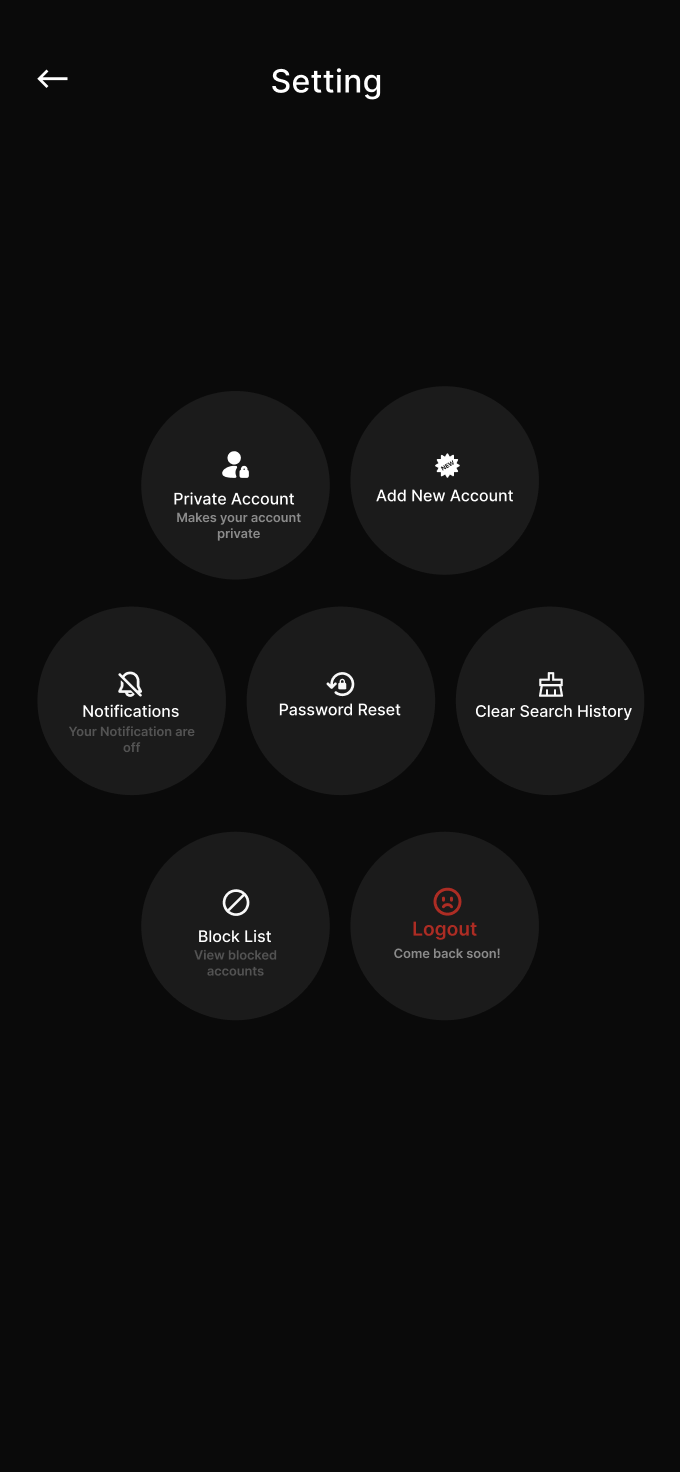 Setting
NEW
Private Account
Makes your account
private
Add New Account
Notifications
Your Notification are
off
Password Reset
Clear Search History
Block List
View blocked
accounts
Logout
Come back soon!